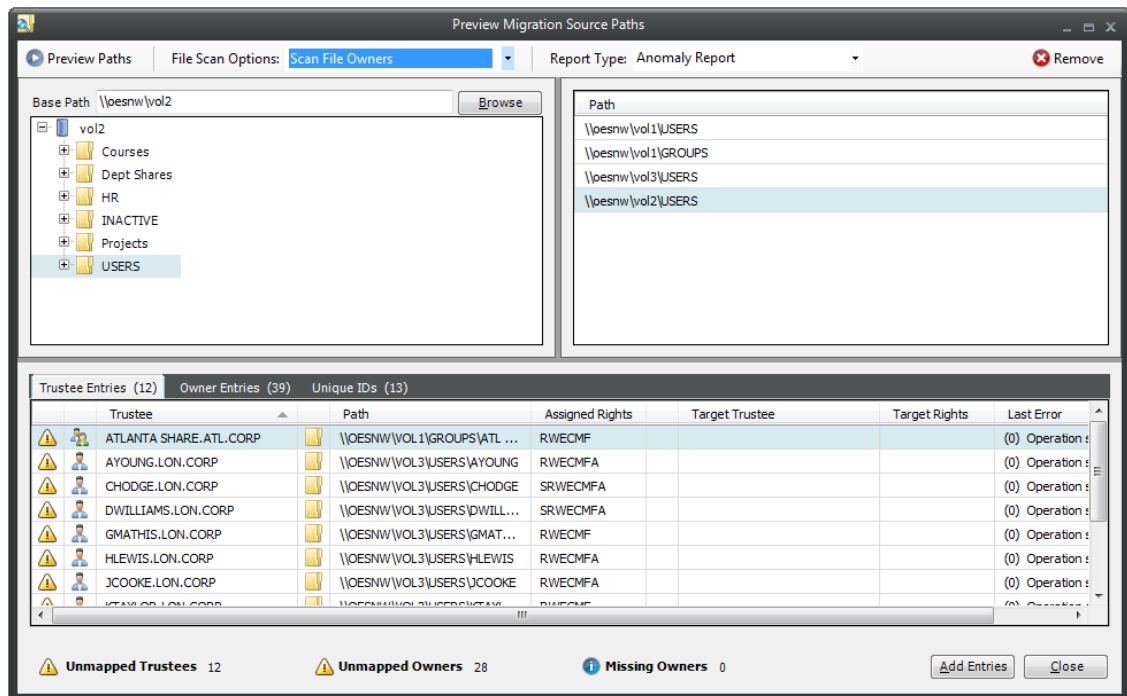 Preview Migration Source Paths
Preview Paths File Scan Options: Scan File Owners Report Type: Anomaly Report Remove
Base Path \\oesnw\vol2 Browse
vol2
Courses
Dept Shares
HR
INACTIVE
Projects
USERS
Path
\\oesnw\vol1\USERS
\\oesnw\vol1\GROUPS
\\oesnw\vol3\USERS
\\oesnw\vol2\USERS
Trustee Entries (12) Owner Entries (39) Unique IDs (13)
Trustee Path Assigned Rights Target Trustee Target Rights Last Error
ATLANTA SHARE.ATL.CORP \\OESNW\VOL1\GROUPS\ATL ... RWECMF (0) Operation s
AYOUNG.LON.CORP \\OESNW\VOL3\USERS\AYOUNG RWECMFA (0) Operation s
CHODGE.LON.CORP \\OESNW\VOL3\USERS\CHODGE SRWECMFA (0) Operation s
DWILLIAMS.LON.CORP \\OESNW\VOL3\USERS\DWILL... SRWECMFA (0) Operation s
GMATHIS.LON.CORP \\OESNW\VOL3\USERS\GMAT... RWECMF (0) Operation s
HLEWIS.LON.CORP \\OESNW\VOL3\USERS\HLEWIS RWECMFA (0) Operation s
JCOOKE.LON.CORP \\OESNW\VOL3\USERS\JCOOKE RWECMFA (0) Operation s
Unmapped Trustees 12 Unmapped Owners 28 Missing Owners 0 Add Entries Close